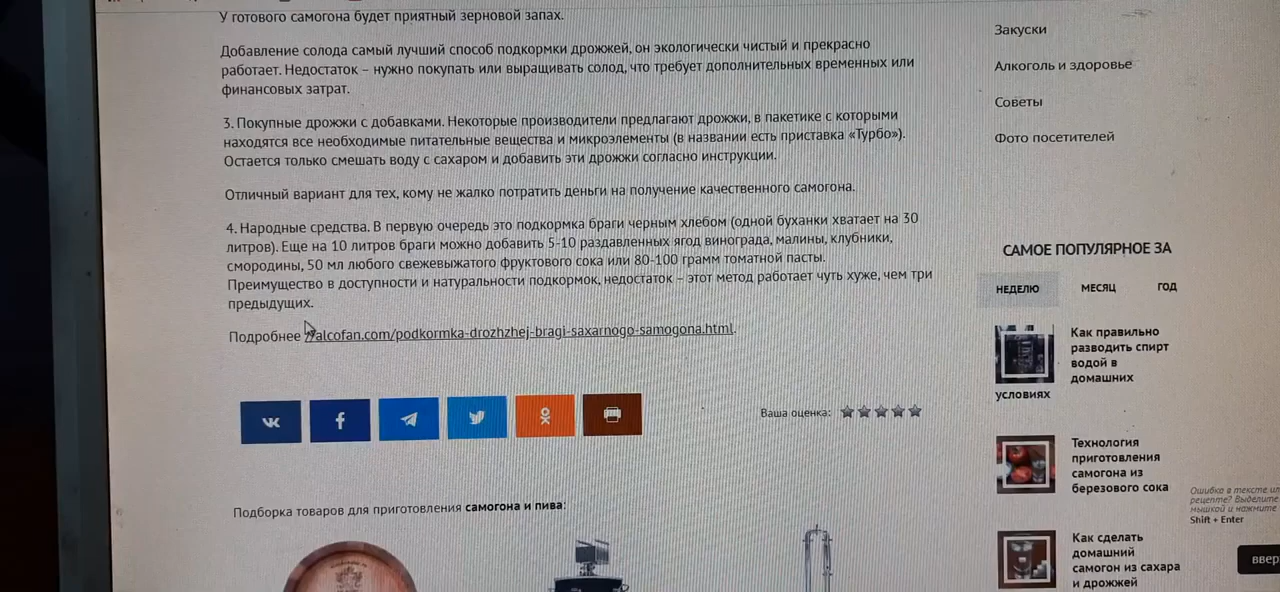 У готового самогона будет приятный зерновой запах.
Добавление солода самый лучший способ подкормки дрожжей, он экологически чистый и прекрасно
работает. Недостаток – нужно покупать или выращивать солод, что требует дополнительных временных или
финансовых затрат.
3. Покупные дрожжи с добавками. Некоторые производители предлагают дрожжи, в пакетике с которыми
находятся все необходимые питательные вещества и микроэлементы (в названии есть приставка «Турбо»).
Остается только смешать воду с сахаром и добавить эти дрожжи согласно инструкции.
Отличный вариант для тех, кому не жалко потратить деньги на получение качественного самогона.
4. Народные средства. В первую очередь это подкормка браги черным хлебом (одной буханки хватает на 30
литров). Еще на 10 литров браги можно добавить 5-10 раздавленных ягод винограда, малины, клубники,
смородины, 50 мл любого свежевыжатого фруктового сока или 80-100 грамм томатной пасты.
Преимущество в доступности и натуральности подкормок, недостаток – этот метод работает чуть хуже, чем три
предыдущих.
Подробнее //alcofan.com/podkormka-drozhzhej-bragi-saxarnogo-samogona.html.
Ваша оценка:
Подборка товаров для приготовления самогона и пива:
Закуски
Алкоголь и здоровье
Советы
Фото посетителей
САМОЕ ПОПУЛЯРНОЕ ЗА
НЕДЕЛЮ МЕСЯЦ ГОД
Как правильно
разводить спирт
водой в
домашних
условиях
Технология
приготовления
самогона из
березового сока
Как сделать
домашний
самогон из сахара
и дрожжей
Ошибка в тексте или
рецепте? Выделите
мышкой и нажмите
Shift + Enter
ввер